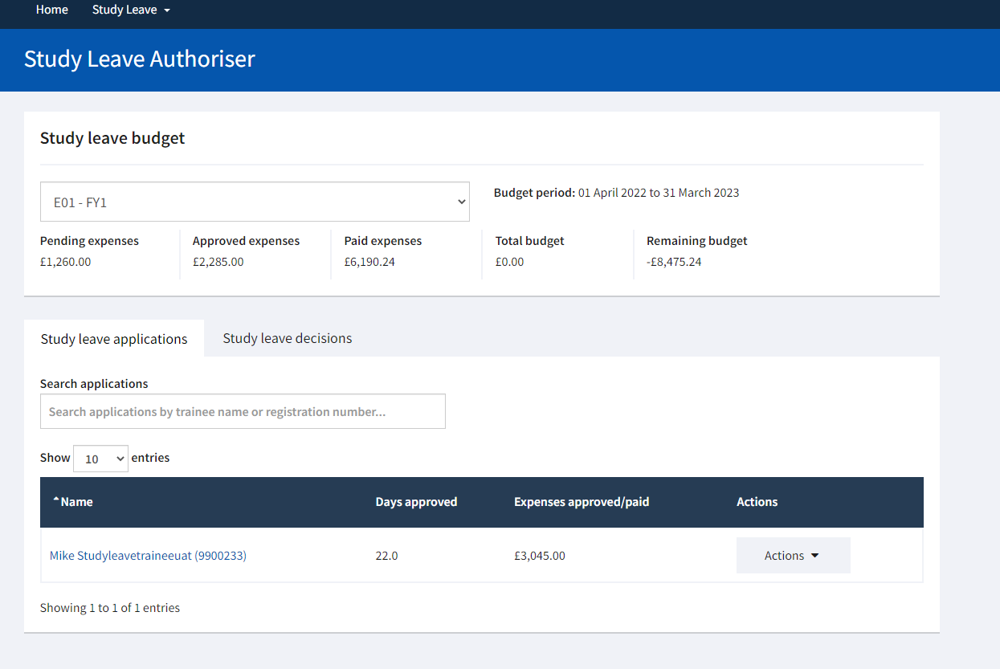 Home Study Leave
Study Leave Authoriser
Study leave budget
E01 - FY1
Budget period: 01 April 2022 to 31 March 2023
Pending expenses Approved expenses Paid expenses Total budget Remaining budget
£1,260.00 £2,285.00 £6,190.24 £0.00 -£8,475.24
Study leave applications Study leave decisions
Search applications
Search applications by trainee name or registration number...
Show 10 entries
Name Days approved Expenses approved/paid Actions
Mike Studyleavetraineeuat (9900233) 22.0 £3,045.00 Actions
Showing 1 to 1 of 1 entries